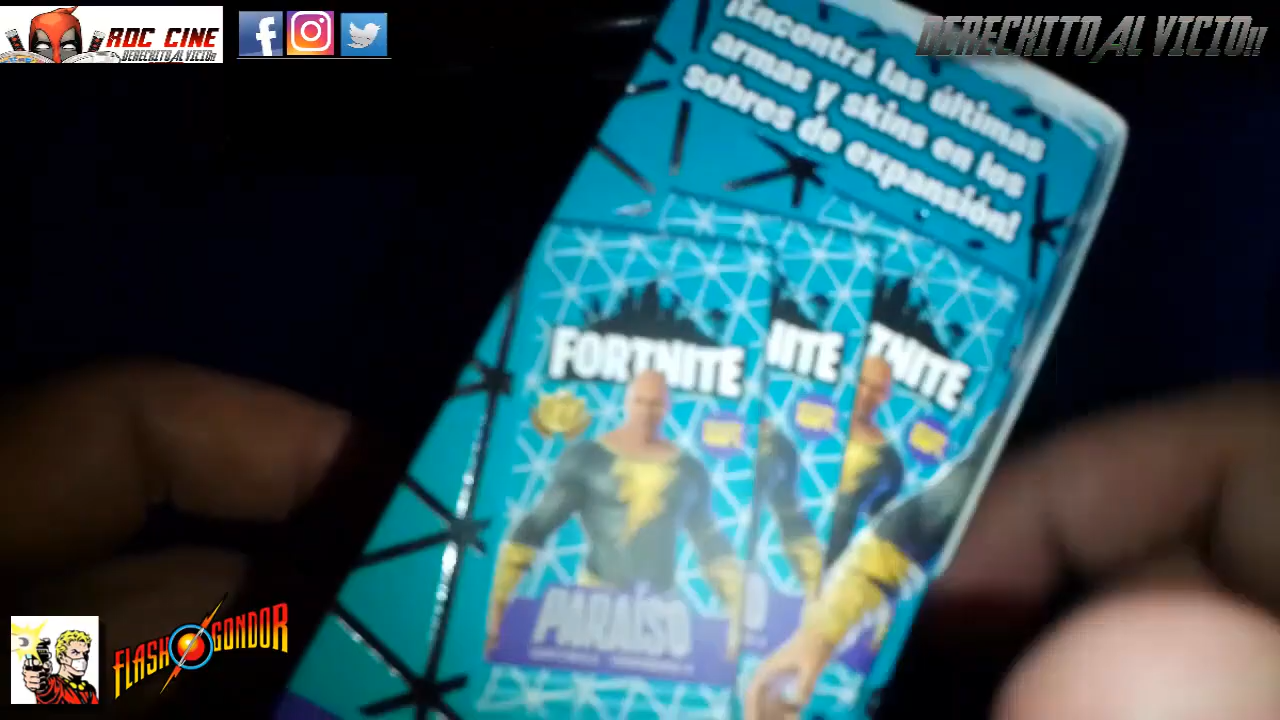 ROC CINE
DERECHITO AL VICIO!!
DERECHITO AL VICIO!!
¡Encontrá las últimas
armas y skins en los
sobres de expansión!
FORTNITE
NITE
TNITE
PARAÍSO
FLASH GONDOR